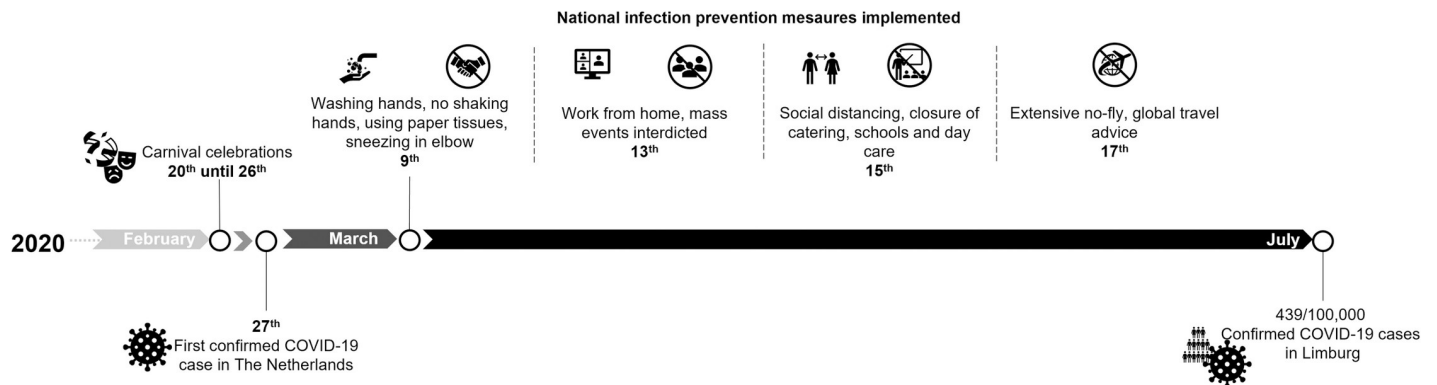 National infection prevention mesaures implemented
Washing hands, no shaking
hands, using paper tissues,
sneezing in elbow
9th
Work from home, mass
events interdicted
13th
Social distancing, closure of
catering, schools and day
care
15th
Extensive no-fly, global travel
advice
17th
Carnival celebrations
20th until 26th
2020
February
March
July
27th
First confirmed COVID-19
case in The Netherlands
439/100,000
Confirmed COVID-19 cases
in Limburg